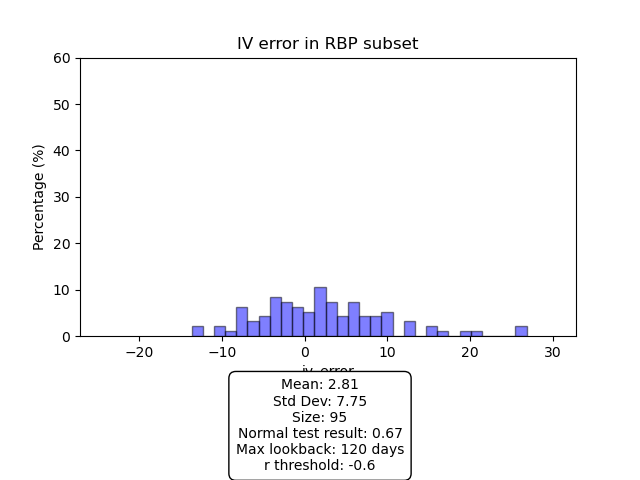 IV error in RBP subset
Percentage (%)
60
50
40
30
20
10
0
−20
−10
0
10
20
30
iv_error
Mean: 2.81
Std Dev: 7.75
Size: 95
Normal test result: 0.67
Max lookback: 120 days
r threshold: -0.6